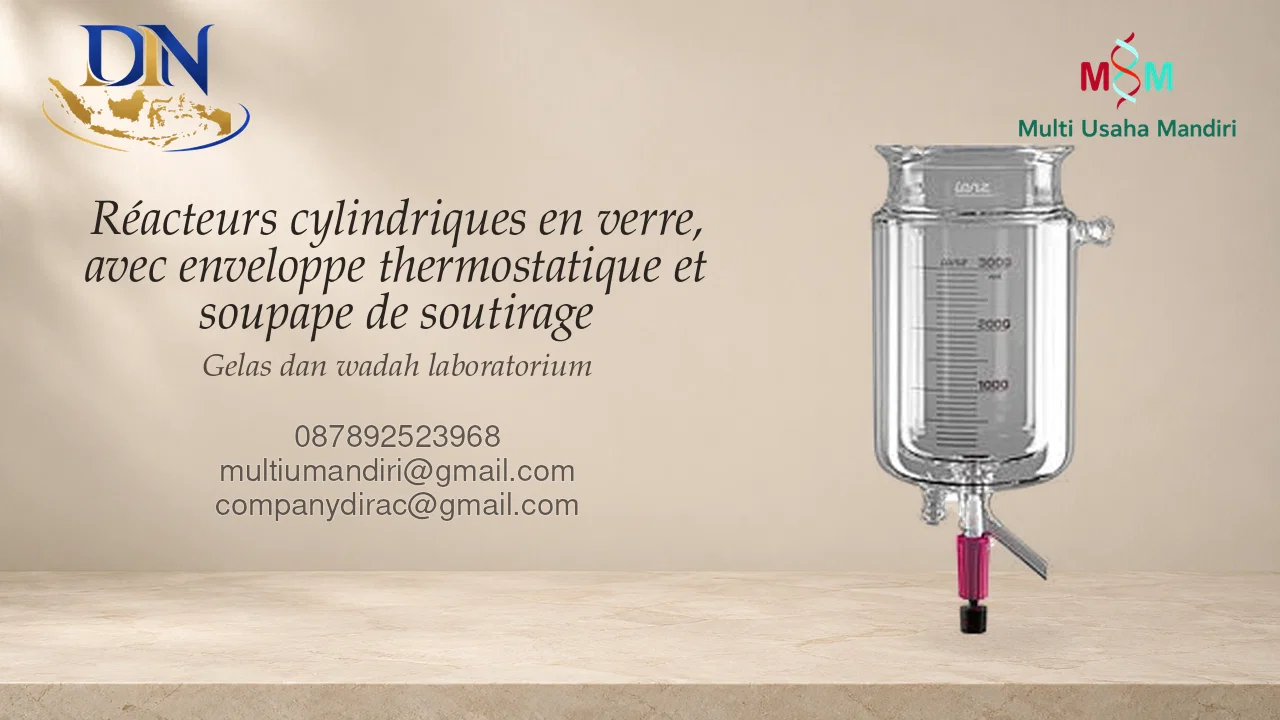 DN
M M
Multi Usaha Mandiri
Réacteurs cylindriques en verre,
avec enveloppe thermostatique et
soupape de soutirage
Gelas dan wadah laboratorium
087892523968
multiumandiri@gmail.com
companydirac@gmail.com
3000
2000
1000